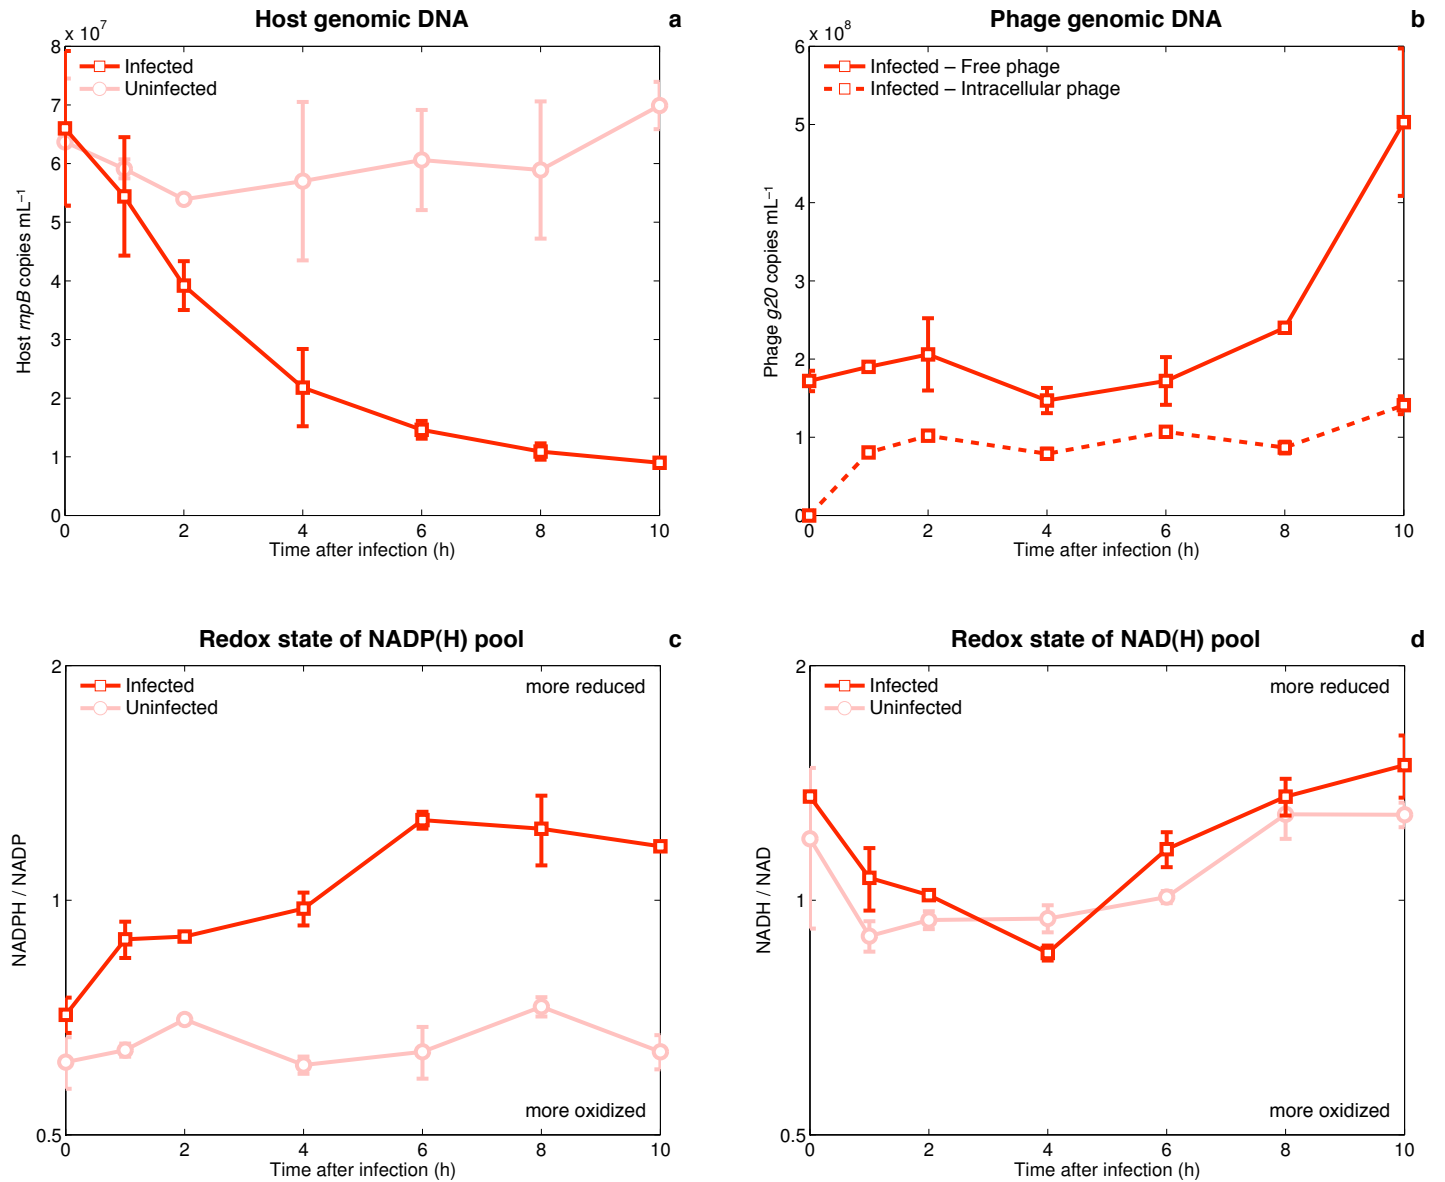 Host genomic DNA
a
x 10⁷
Infected
Uninfected
8
7
6
5
4
3
2
1
0
Host rnpB copies mL⁻¹
0 2 4 6 8 10
Time after infection (h)
Phage genomic DNA
b
x 10⁸
Infected – Free phage
Infected – Intracellular phage
6
5
4
3
2
1
0
Phage g20 copies mL⁻¹
0 2 4 6 8 10
Time after infection (h)
Redox state of NADP(H) pool
c
Infected
Uninfected
more reduced
2
1
0.5
NADPH / NADP
more oxidized
0 2 4 6 8 10
Time after infection (h)
Redox state of NAD(H) pool
d
Infected
Uninfected
more reduced
2
1
0.5
NADH / NAD
more oxidized
0 2 4 6 8 10
Time after infection (h)